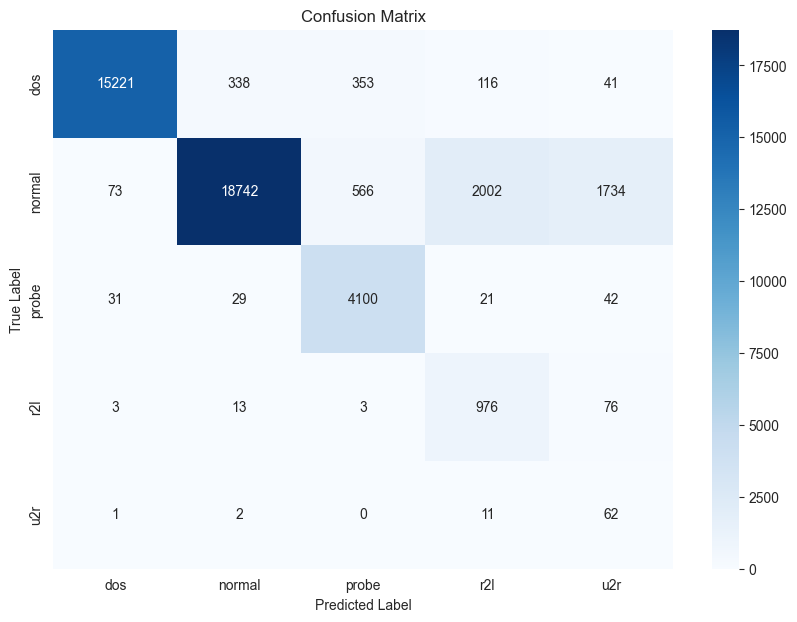 Confusion Matrix
True Label
dos 15221 338 353 116 41
normal 73 18742 566 2002 1734
probe 31 29 4100 21 42
r2l 3 13 3 976 76
u2r 1 2 0 11 62
dos normal probe r2l u2r
Predicted Label
17500
15000
12500
10000
7500
5000
2500
0